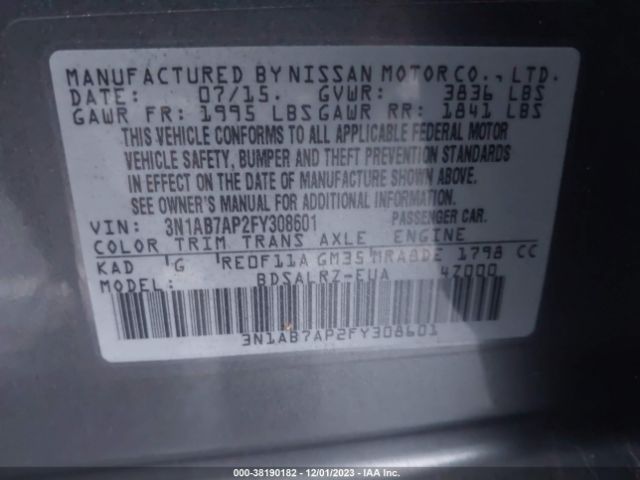 MANUFACTURED BY NISSAN MOTOR CO., LTD.
DATE: 07/15. GVWR: 3836 LBS
GAWR FR: 1995 LBS GAWR RR: 1841 LBS
THIS VEHICLE CONFORMS TO ALL APPLICABLE FEDERAL MOTOR
VEHICLE SAFETY, BUMPER AND THEFT PREVENTION STANDARDS
IN EFFECT ON THE DATE OF MANUFACTURE SHOWN ABOVE.
SEE OWNER'S MANUAL FOR ADDITIONAL INFORMATION.
VIN: 3N1AB7AP2FY308601 PASSENGER CAR.
COLOR TRIM TRANS AXLE ENGINE
KAD G RE0F11A GM35 MRA8DE 1798 CC
MODEL: BDSALRZ-EUA 4Z000
3N1AB7AP2FY308601
000-38190182 - 12/01/2023 - IAA Inc.